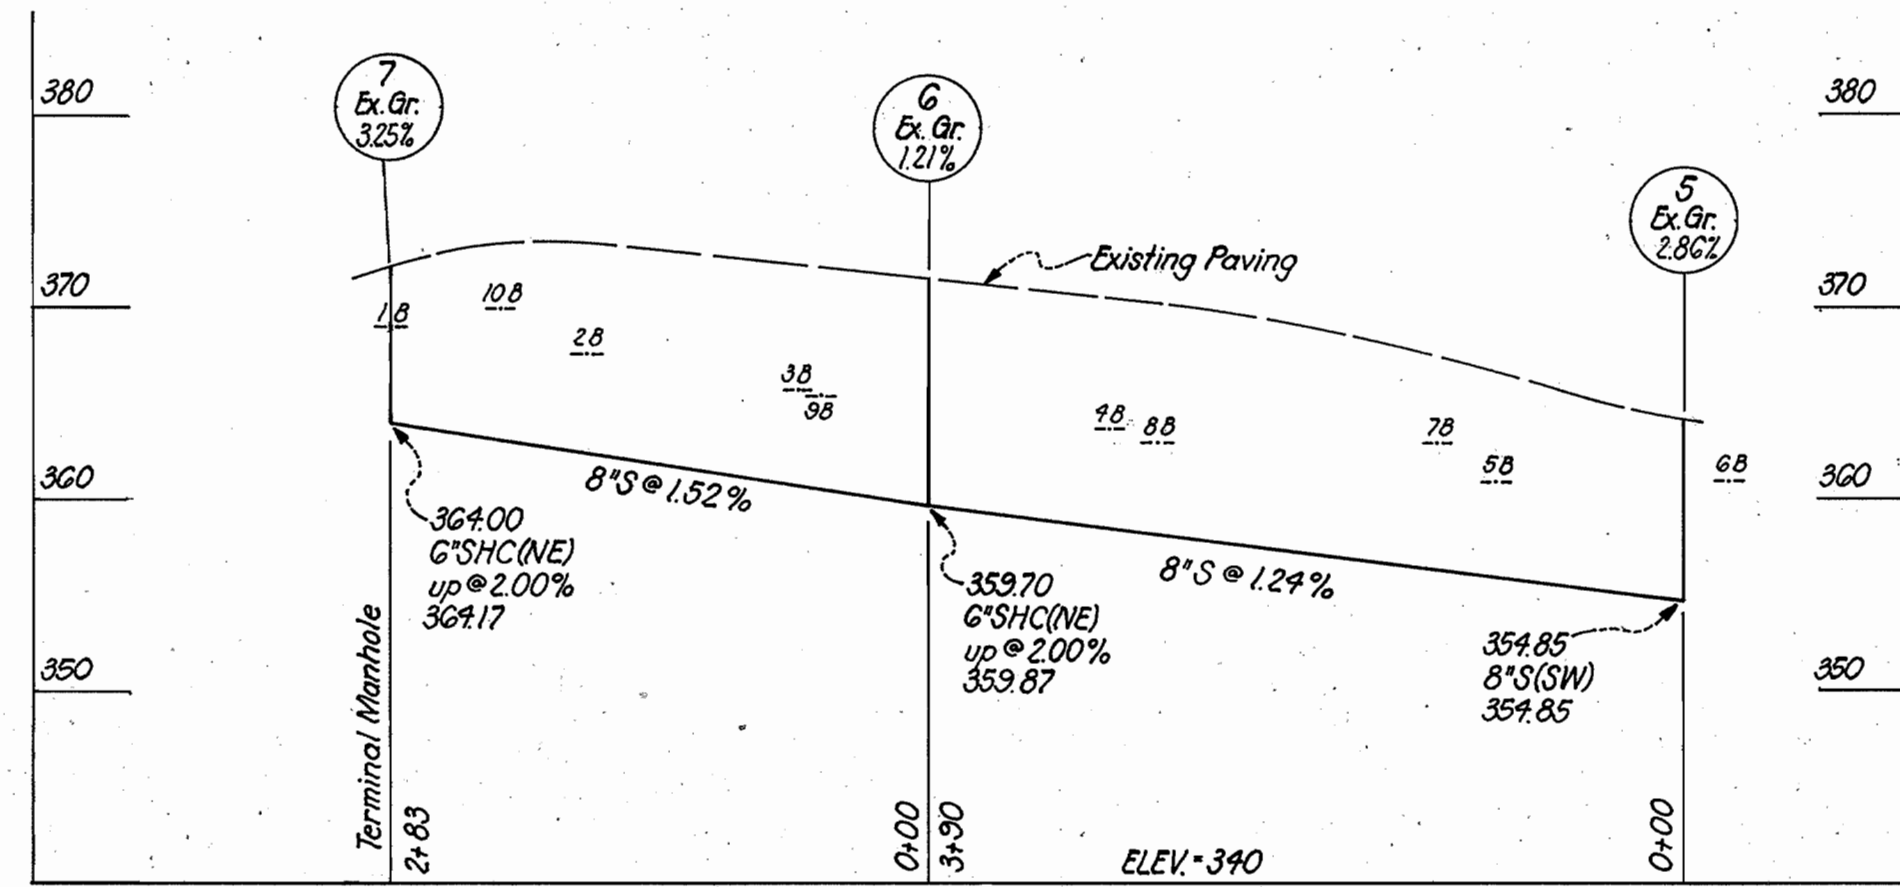 380
7
Ex. Gr.
3.25%
6
Ex. Gr.
1.21%
380
5
Ex. Gr.
2.86%
Existing Paving
370
370
1B
10B
2B
3B
9B
4B
8B
7B
5B
6B
360
360
8"S @ 1.52%
8"S @ 1.24%
364.00
6"SHC(NE)
up @ 2.00%
364.17
359.70
6"SHC(NE)
up @ 2.00%
359.87
354.85
8"S(SW)
354.85
350
350
Terminal Manhole
2+83
0+00
3+90
0+00
ELEV. = 340